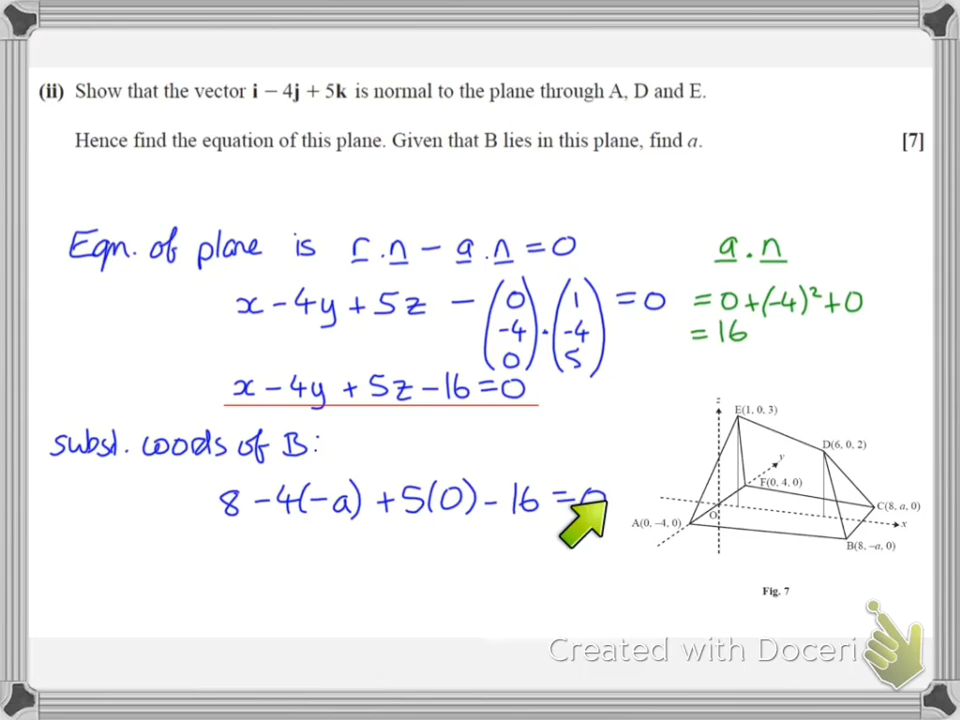 (ii) Show that the vector i − 4j + 5k is normal to the plane through A, D and E.
Hence find the equation of this plane. Given that B lies in this plane, find a. [7]
Eqn. of plane is r.n − a.n = 0
x − 4y + 5z − (0 −4 0) . (1 −4 5) = 0
x − 4y + 5z − 16 = 0
a . n
= 0 + (−4)² + 0
= 16
subst. coords of B:
8 − 4(−a) + 5(0) − 16 = 0
z
E(1, 0, 3)
D(6, 0, 2)
y
F(0, 4, 0)
C(8, a, 0)
O
x
A(0, −4, 0)
B(8, −a, 0)
Fig. 7
Created with Doceri